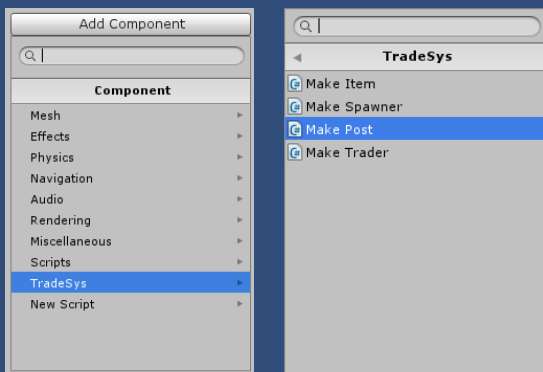 Add Component
Component
Mesh
Effects
Physics
Navigation
Audio
Rendering
Miscellaneous
Scripts
TradeSys
New Script
TradeSys
Make Item
Make Spawner
Make Post
Make Trader